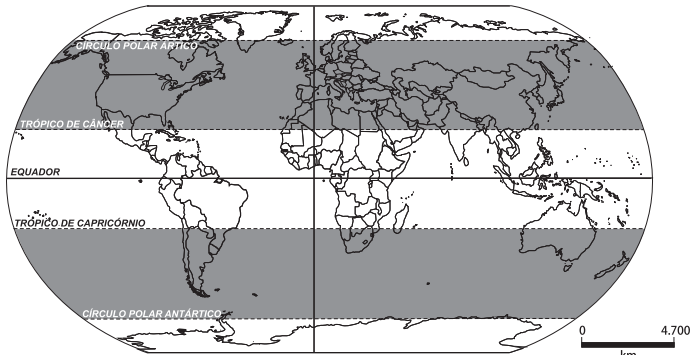 CÍRCULO POLAR ÁRTICO
TRÓPICO DE CÂNCER
EQUADOR
TRÓPICO DE CAPRICÓRNIO
CÍRCULO POLAR ANTÁRTICO
0 4.700
km